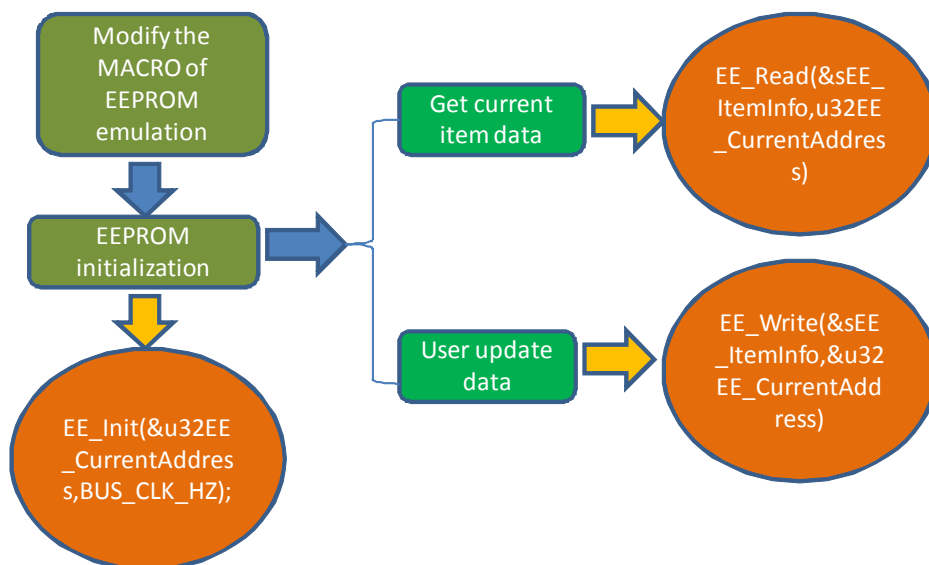 Modify the
MACRO of
EEPROM
emulation
EEPROM
initialization
EE_Init(&u32EE
_CurrentAddres
s,BUS_CLK_HZ);
Get current
item data
EE_Read(&sEE_
ItemInfo,u32EE
_CurrentAddres
s)
User update
data
EE_Write(&sEE
_ItemInfo,&u32
EE_CurrentAdd
ress)